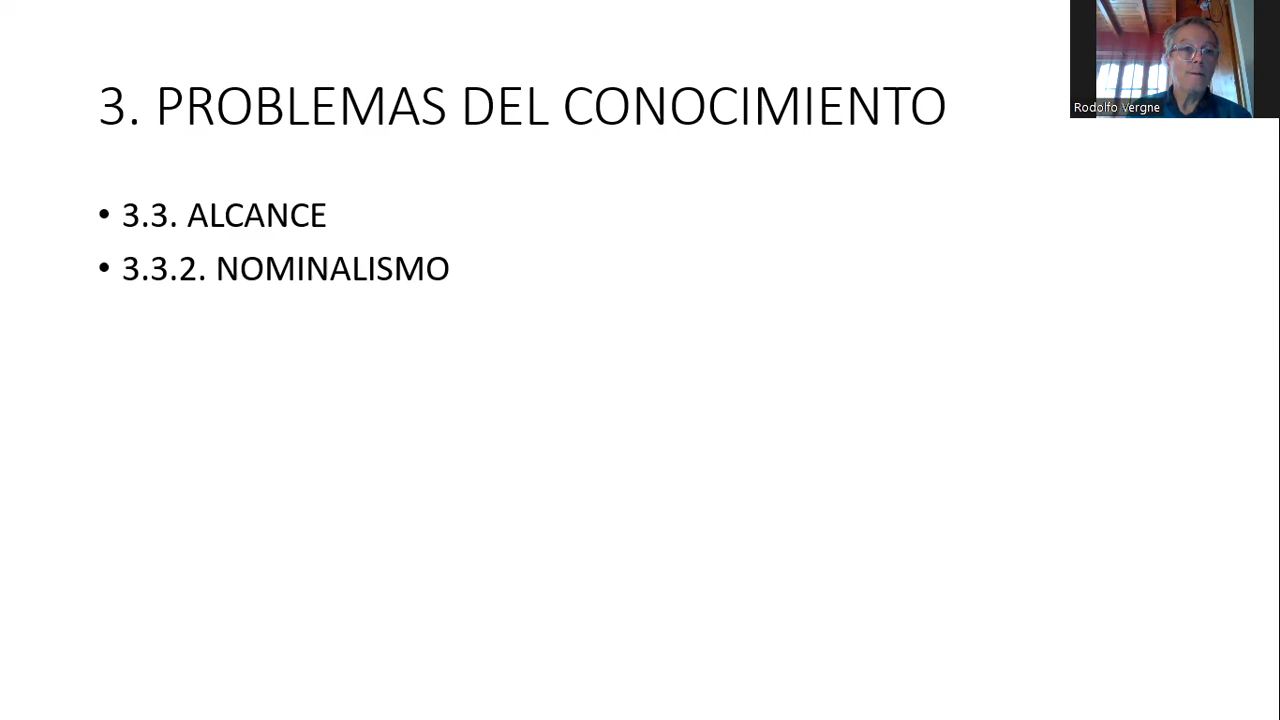 3. PROBLEMAS DEL CONOCIMIENTO
• 3.3. ALCANCE
• 3.3.2. NOMINALISMO
Rodolfo Vergne